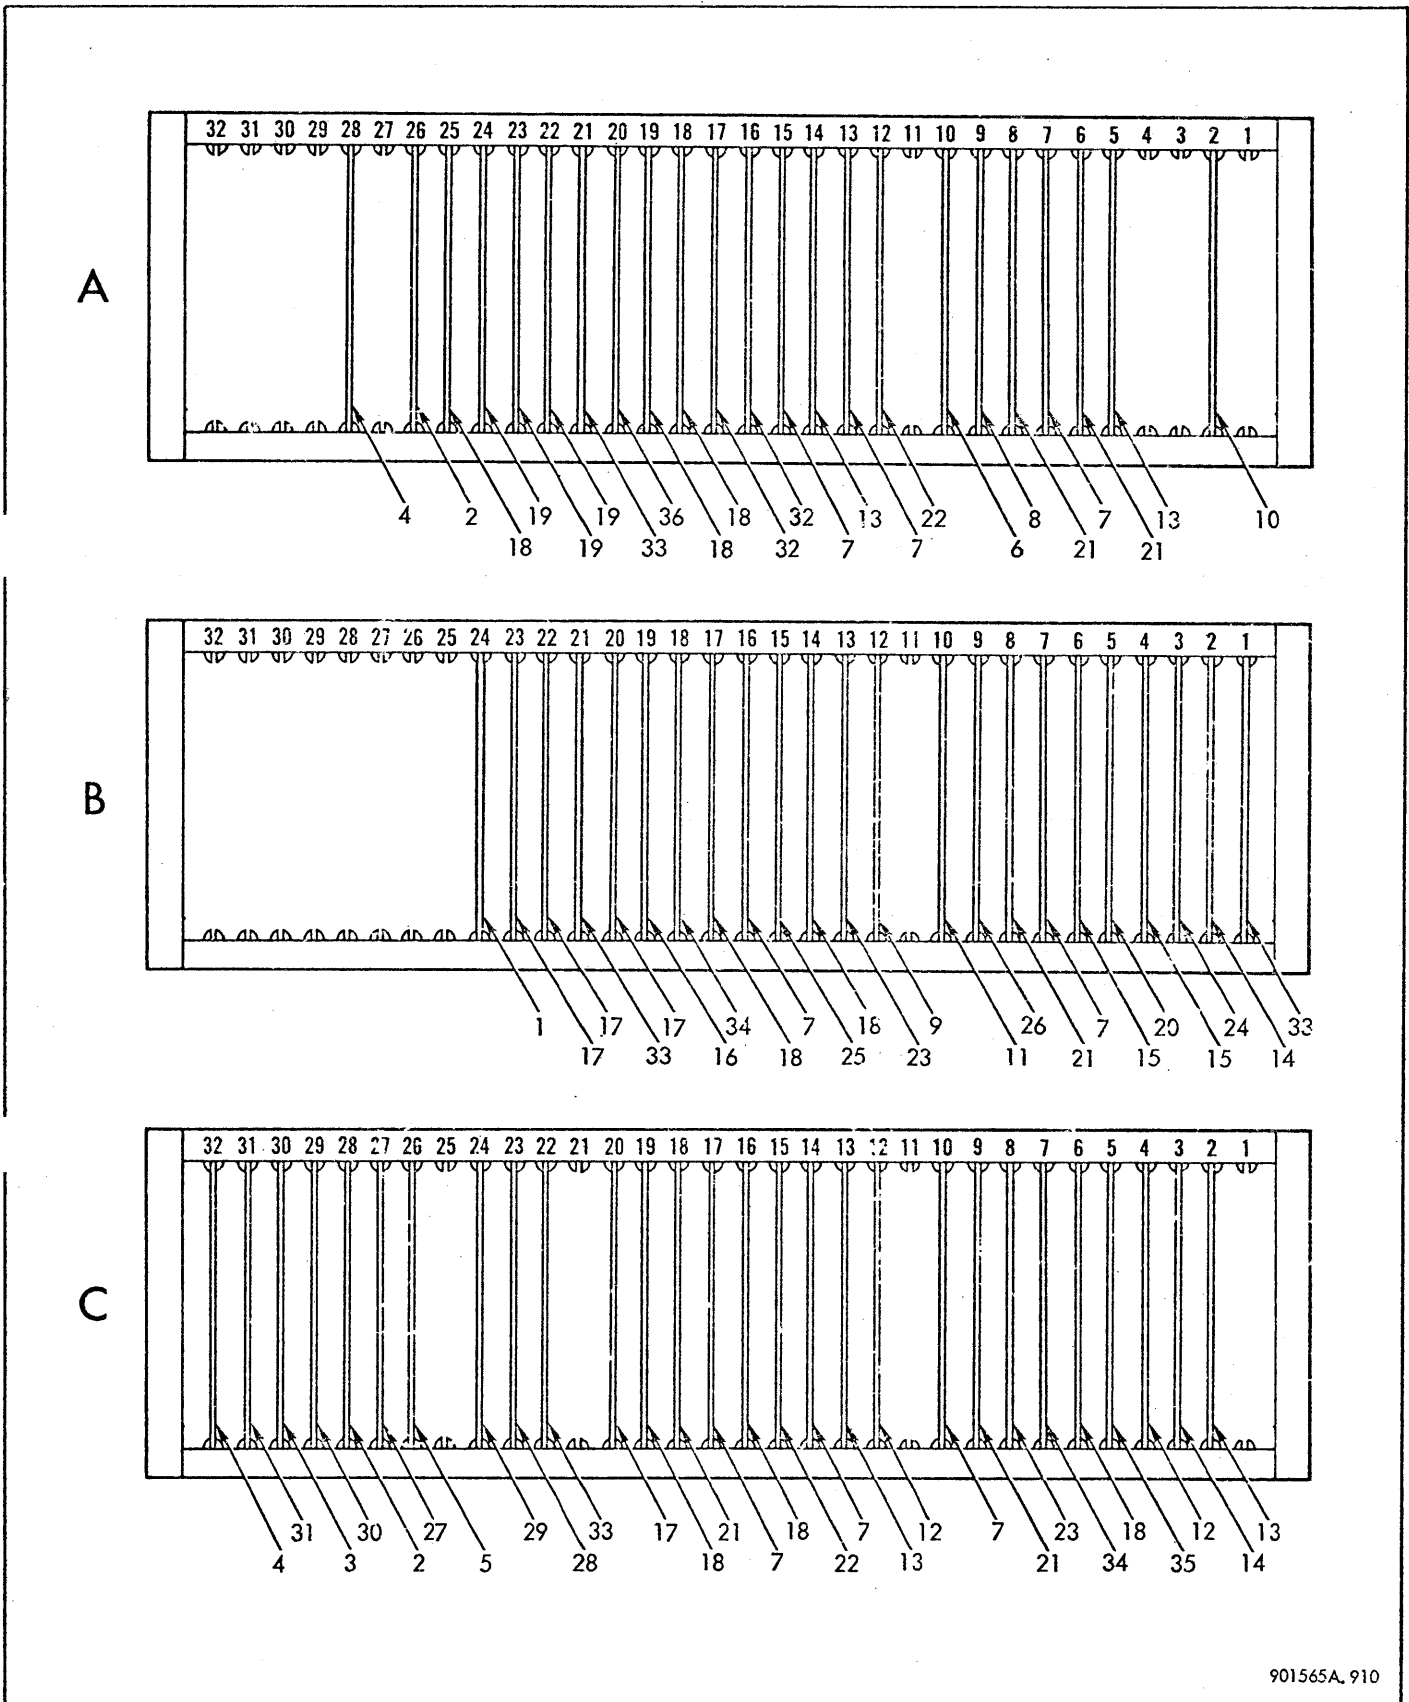 32 31 30 29 28 27 26 25 24 23 22 21 20 19 18 17 16 15 14 13 12 11 10 9 8 7 6 5 4 3 2 1
A
4 2 19 19 36 18 32 13 22 8 7 13 10
18 19 33 18 32 7 7 6 21 21
32 31 30 29 28 27 26 25 24 23 22 21 20 19 18 17 16 15 14 13 12 11 10 9 8 7 6 5 4 3 2 1
B
1 17 17 34 7 18 9 26 7 20 24 33
17 33 16 18 25 23 11 21 15 15 14
32 31 30 29 28 27 26 25 24 23 22 21 20 19 18 17 16 15 14 13 12 11 10 9 8 7 6 5 4 3 2 1
C
31 30 27 29 33 17 21 18 7 12 7 23 18 12 13
4 3 2 5 28 18 7 22 13 21 34 35 14
901565A. 910